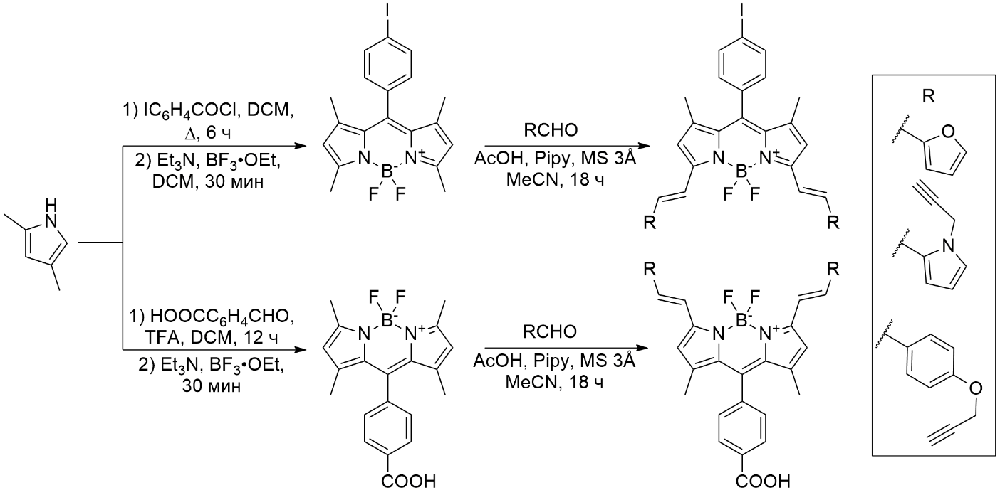 I
I
1) IC₆H₄COCl, DCM,
Δ, 6 ч
2) Et₃N, BF₃•OEt,
DCM, 30 мин
N
N⁺
B⁻
F F
RCHO
AcOH, Pipy, MS 3Å
MeCN, 18 ч
N
N⁺
B⁻
F F
R
R
H
N
R
O
N
O
1) HOOCC₆H₄CHO,
TFA, DCM, 12 ч
2) Et₃N, BF₃•OEt,
30 мин
F F
B⁻
N
N⁺
COOH
RCHO
AcOH, Pipy, MS 3Å
MeCN, 18 ч
R
R
F F
B⁻
N
N⁺
COOH